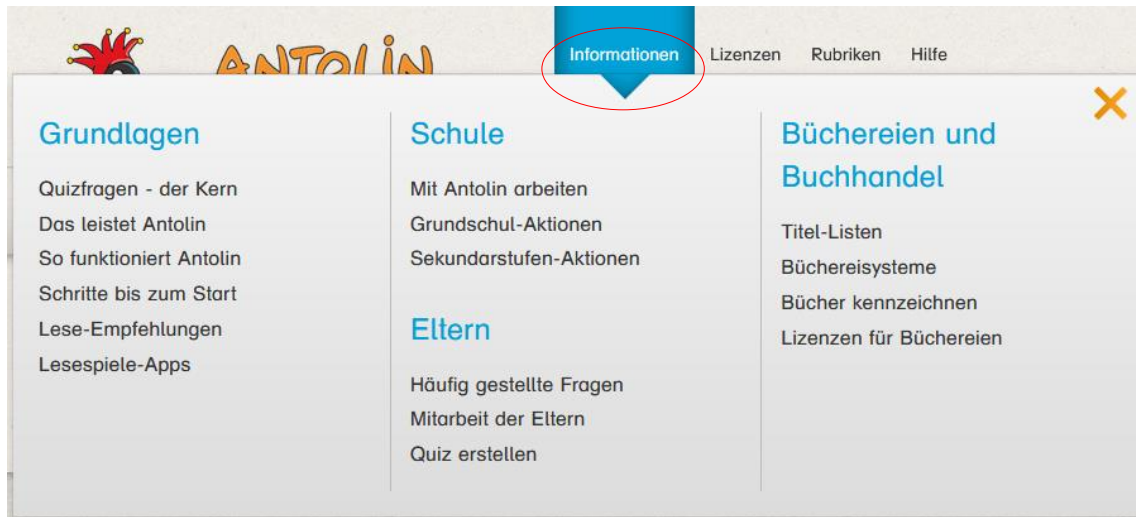 ANTOLIN
Informationen
Lizenzen
Rubriken
Hilfe
Grundlagen
Quizfragen - der Kern
Das leistet Antolin
So funktioniert Antolin
Schritte bis zum Start
Lese-Empfehlungen
Lesespiele-Apps
Schule
Mit Antolin arbeiten
Grundschul-Aktionen
Sekundarstufen-Aktionen
Eltern
Häufig gestellte Fragen
Mitarbeit der Eltern
Quiz erstellen
Büchereien und
Buchhandel
Titel-Listen
Büchereisysteme
Bücher kennzeichnen
Lizenzen für Büchereien